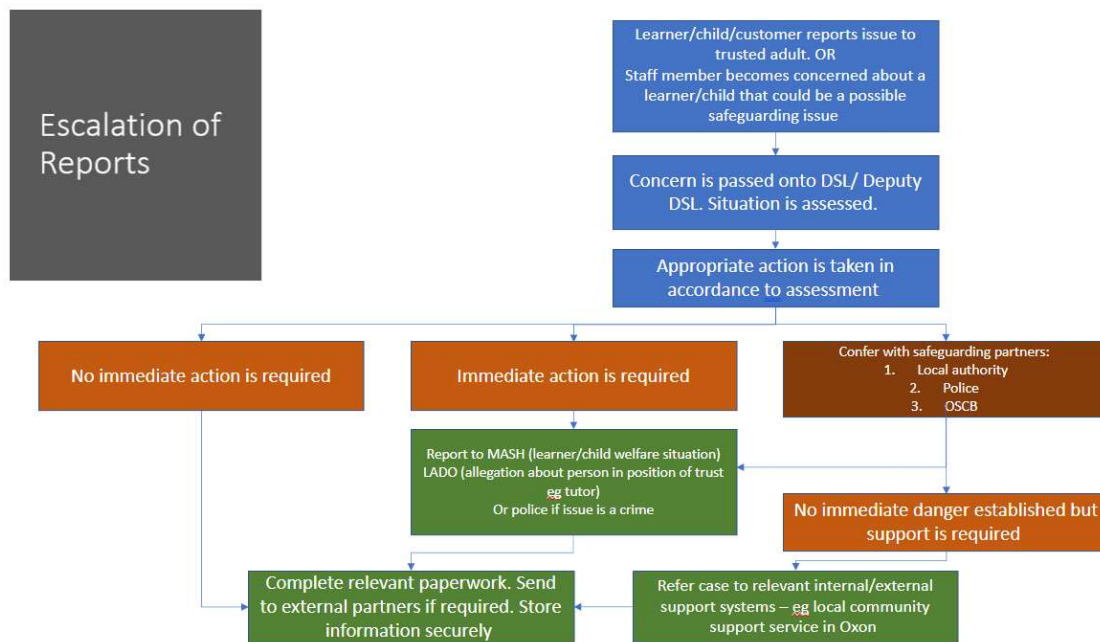 Escalation of
Reports
Learner/child/customer reports issue to
trusted adult. OR
Staff member becomes concerned about a
learner/child that could be a possible
safeguarding issue
Concern is passed onto DSL/ Deputy
DSL. Situation is assessed.
Appropriate action is taken in
accordance to assessment
No immediate action is required
Immediate action is required
Confer with safeguarding partners:
1. Local authority
2. Police
3. OSCB
Report to MASH (learner/child welfare situation)
LADO (allegation about person in position of trust
eg tutor)
Or police if issue is a crime
No immediate danger established but
support is required
Complete relevant paperwork. Send
to external partners if required. Store
information securely
Refer case to relevant internal/external
support systems – eg local community
support service in Oxon